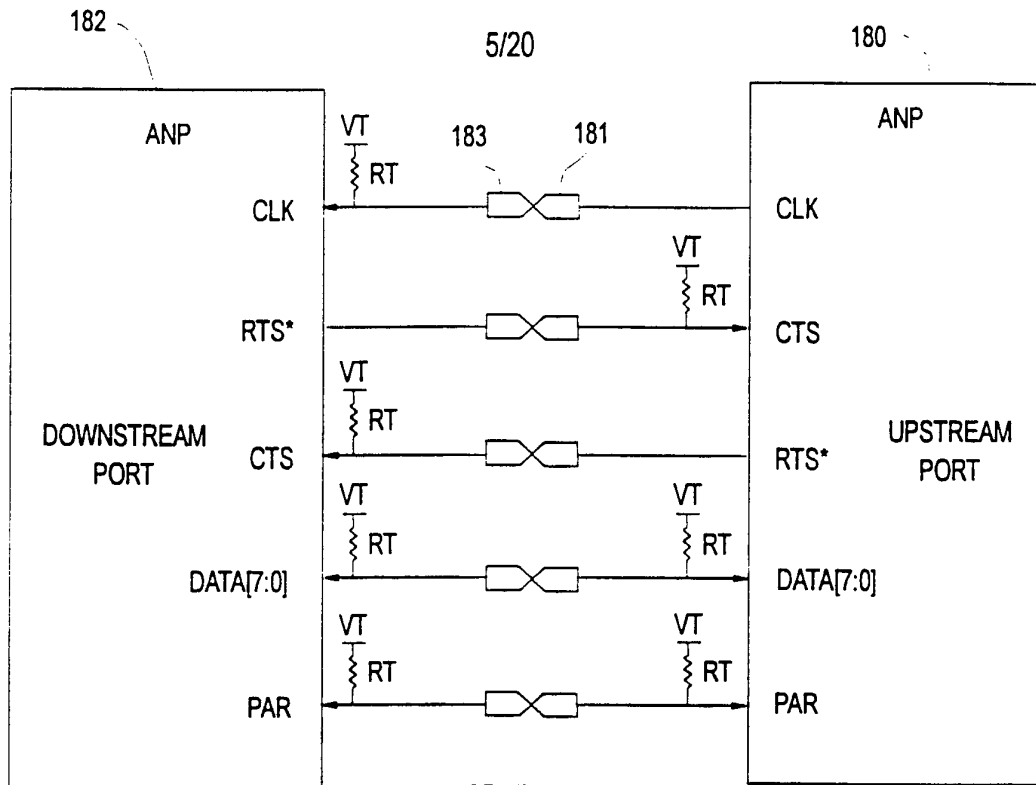 182
5/20
180
ANP
ANP
VT
183
181
RT
CLK
CLK
VT
RT
RTS*
CTS
VT
RT
DOWNSTREAM
PORT
UPSTREAM
PORT
CTS
RTS*
VT
VT
RT
RT
DATA[7:0]
DATA[7:0]
VT
VT
RT
RT
PAR
PAR